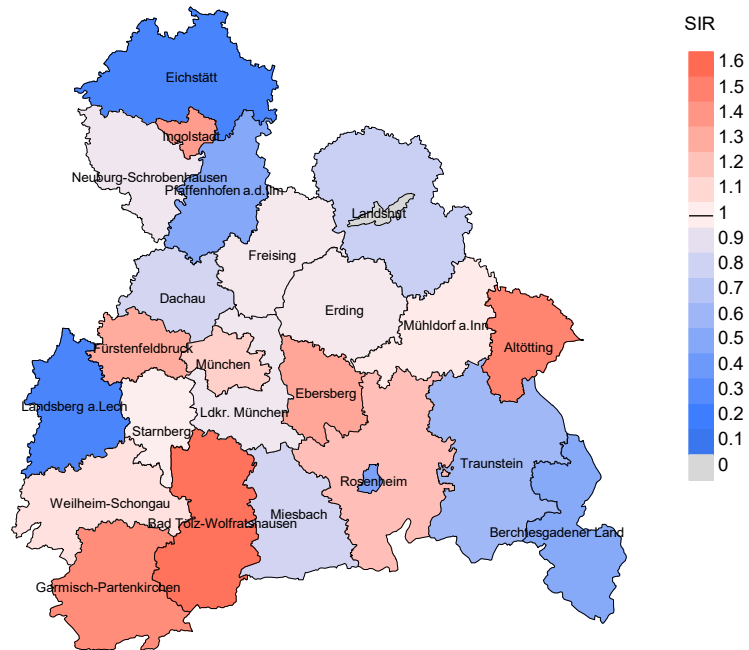 SIR
1.6
1.5
1.4
1.3
1.2
1.1
1
0.9
0.8
0.7
0.6
0.5
0.4
0.3
0.2
0.1
0
Eichstätt
Ingolstadt
Neuburg-Schrobenhausen
Pfaffenhofen a.d.Ilm
Landshut
Freising
Dachau
Erding
Mühldorf a.Inn
Altötting
Fürstenfeldbruck
München
Ebersberg
Landsberg a.Lech
Ldkr. München
Starnberg
Traunstein
Rosenheim
Weilheim-Schongau
Miesbach
Bad Tölz-Wolfratshausen
Berchtesgadener Land
Garmisch-Partenkirchen